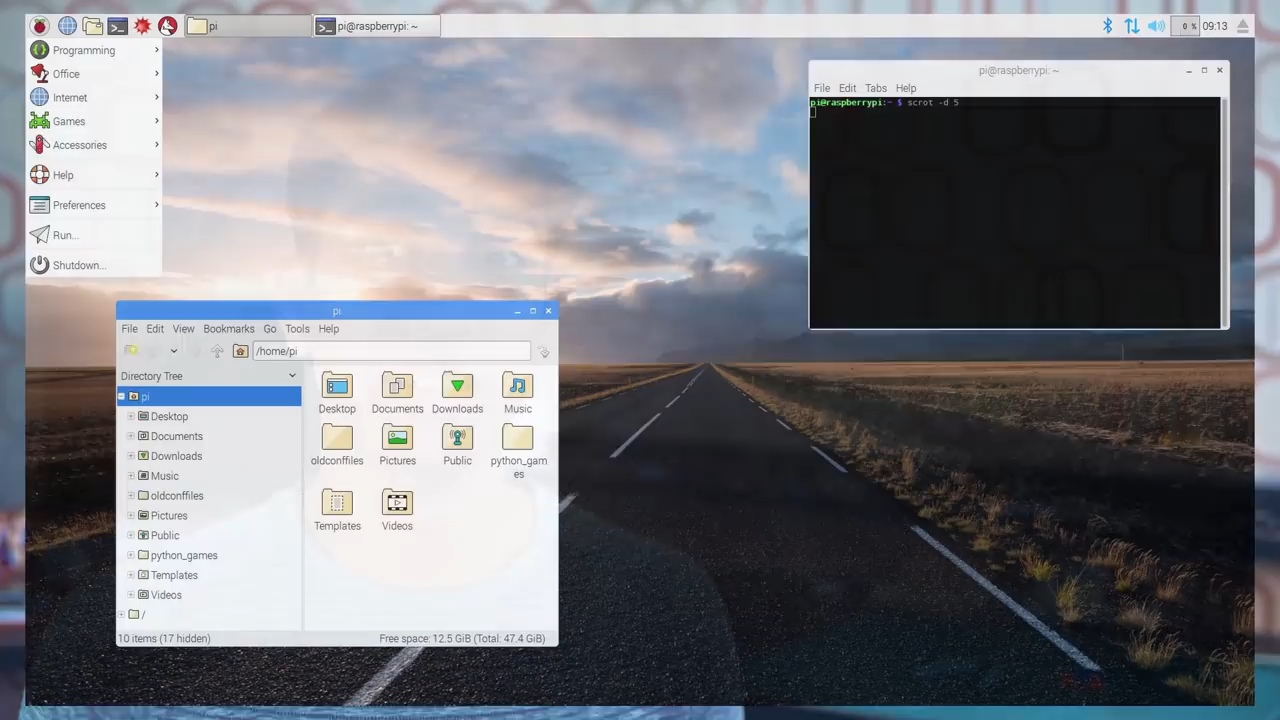 pi
pi@raspberrypi: ~
0 %
09:13
Programming
Office
Internet
Games
Accessories
Help
Preferences
Run...
Shutdown...
pi@raspberrypi: ~
File Edit Tabs Help
pi@raspberrypi:~ $ scrot -d 5
pi
File Edit View Bookmarks Go Tools Help
/home/pi
Directory Tree
pi
Desktop
Documents
Downloads
Music
oldconffiles
Pictures
Public
python_games
Templates
Videos
/
Desktop Documents Downloads Music
oldconffiles Pictures Public python_gam
es
Templates Videos
10 items (17 hidden) Free space: 12.5 GiB (Total: 47.4 GiB)